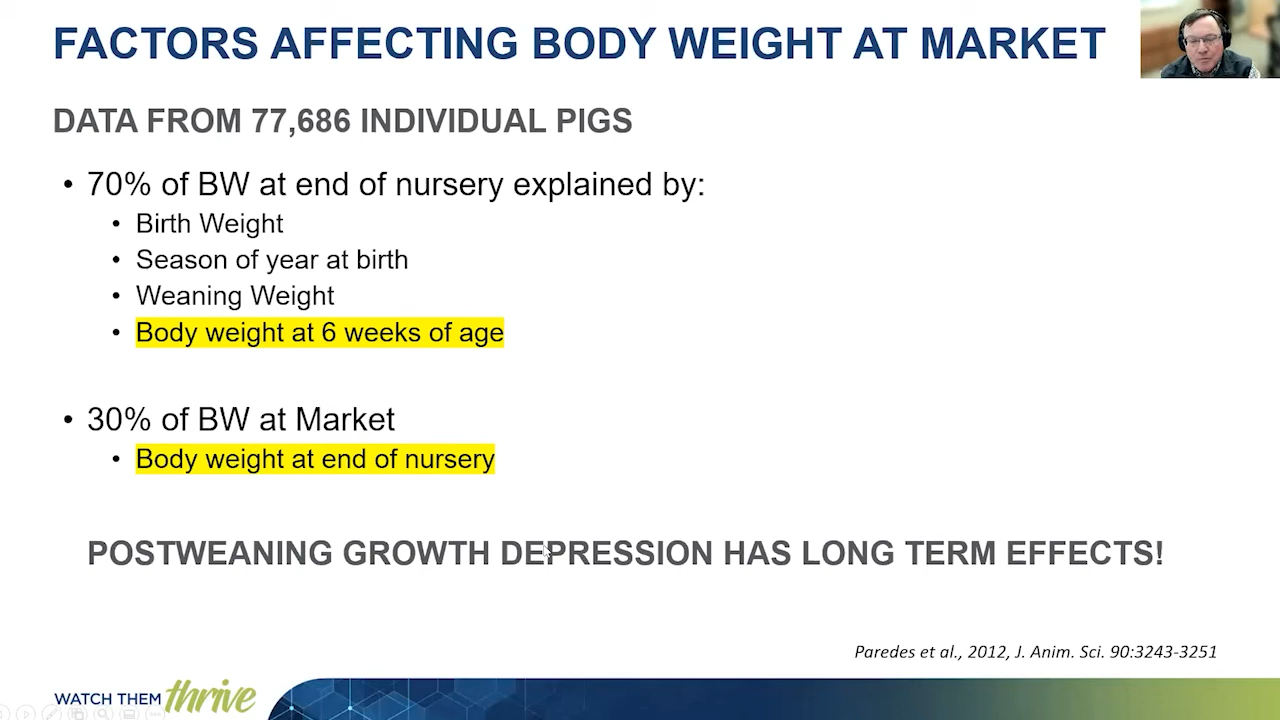 FACTORS AFFECTING BODY WEIGHT AT MARKET
DATA FROM 77,686 INDIVIDUAL PIGS
• 70% of BW at end of nursery explained by:
• Birth Weight
• Season of year at birth
• Weaning Weight
• Body weight at 6 weeks of age
• 30% of BW at Market
• Body weight at end of nursery
POSTWEANING GROWTH DEPRESSION HAS LONG TERM EFFECTS!
Paredes et al., 2012, J. Anim. Sci. 90:3243-3251
WATCH THEM thrive